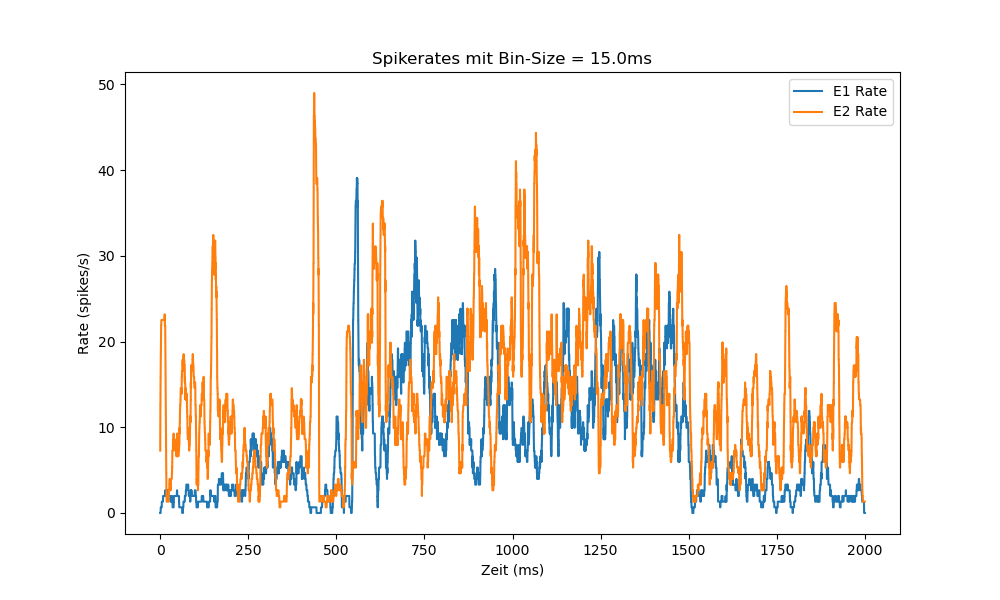 Spikerates mit Bin-Size = 15.0ms
E1 Rate
E2 Rate
50
40
30
20
10
0
Rate (spikes/s)
0 250 500 750 1000 1250 1500 1750 2000
Zeit (ms)